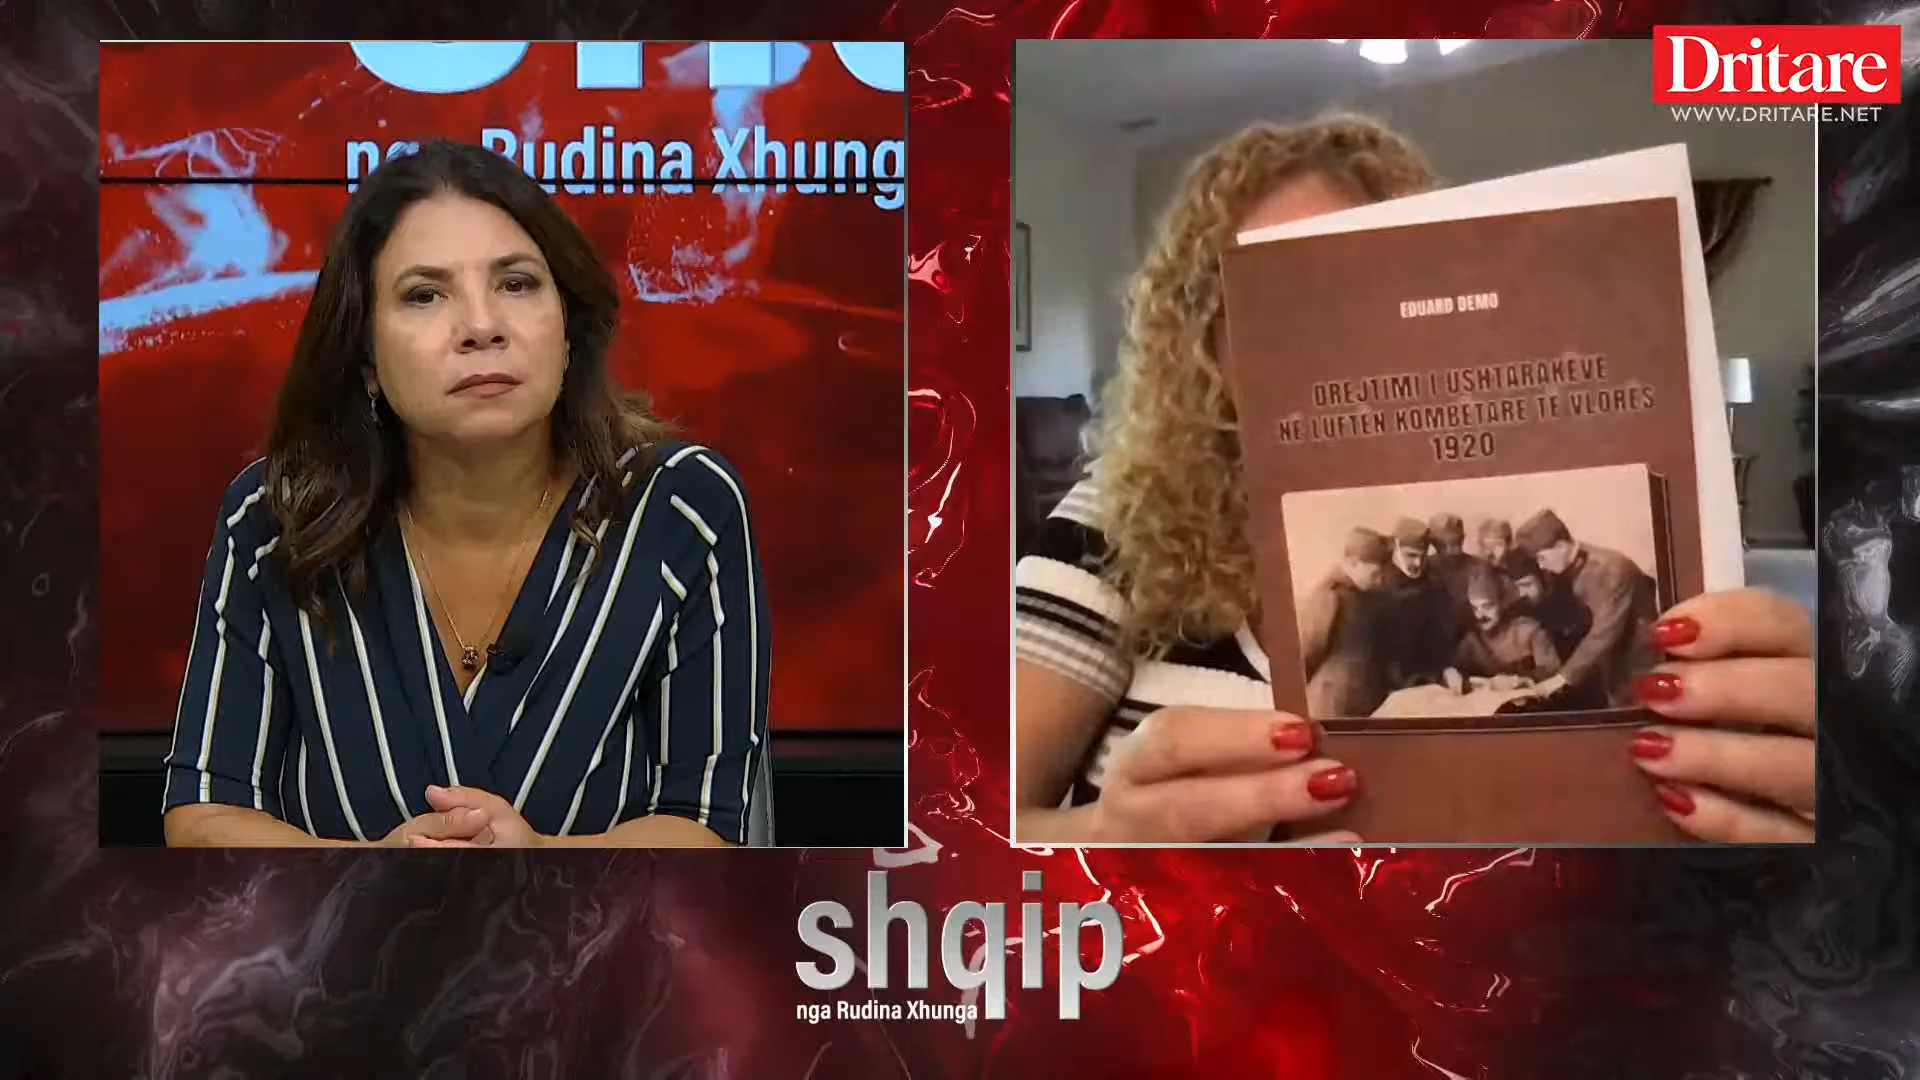 Dritare
WWW.DRITARE.NET
nga Rudina Xhung
EDUARD DEMO
DREJTIMI I USHTARAKËVE
NË LUFTËN KOMBËTARE TË VLORËS
1920
shqip
nga Rudina Xhunga